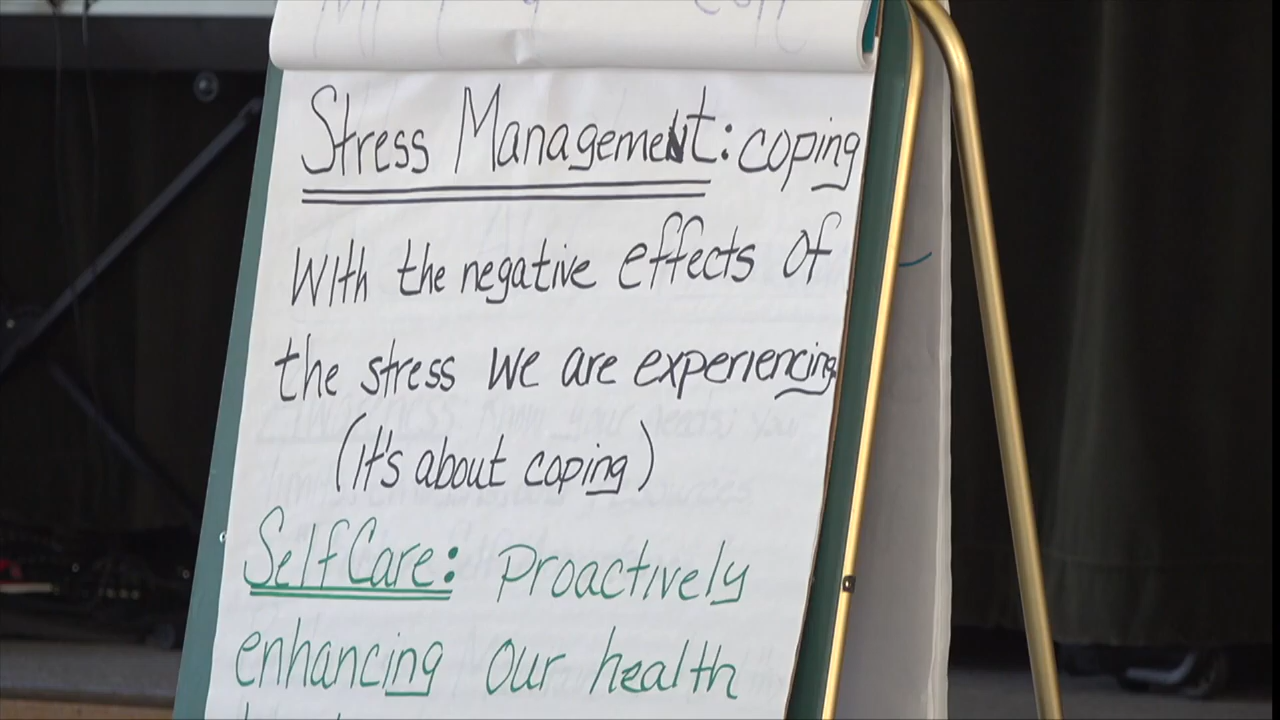 Stress Management: coping
With the negative effects of
the stress we are experiencing
(it's about coping)
Self Care: Proactively
enhancing our health